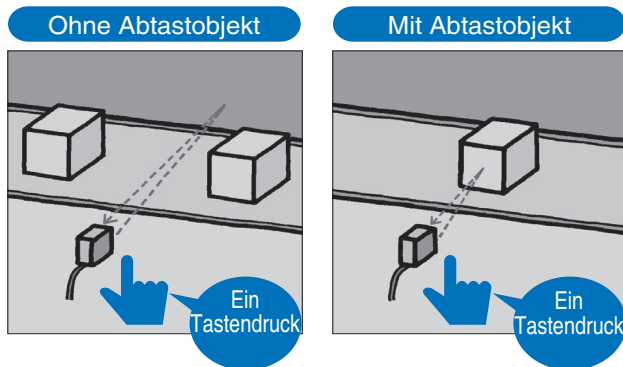 Ohne Abtastobjekt
Mit Abtastobjekt
Ein
Tastendruck
Ein
Tastendruck